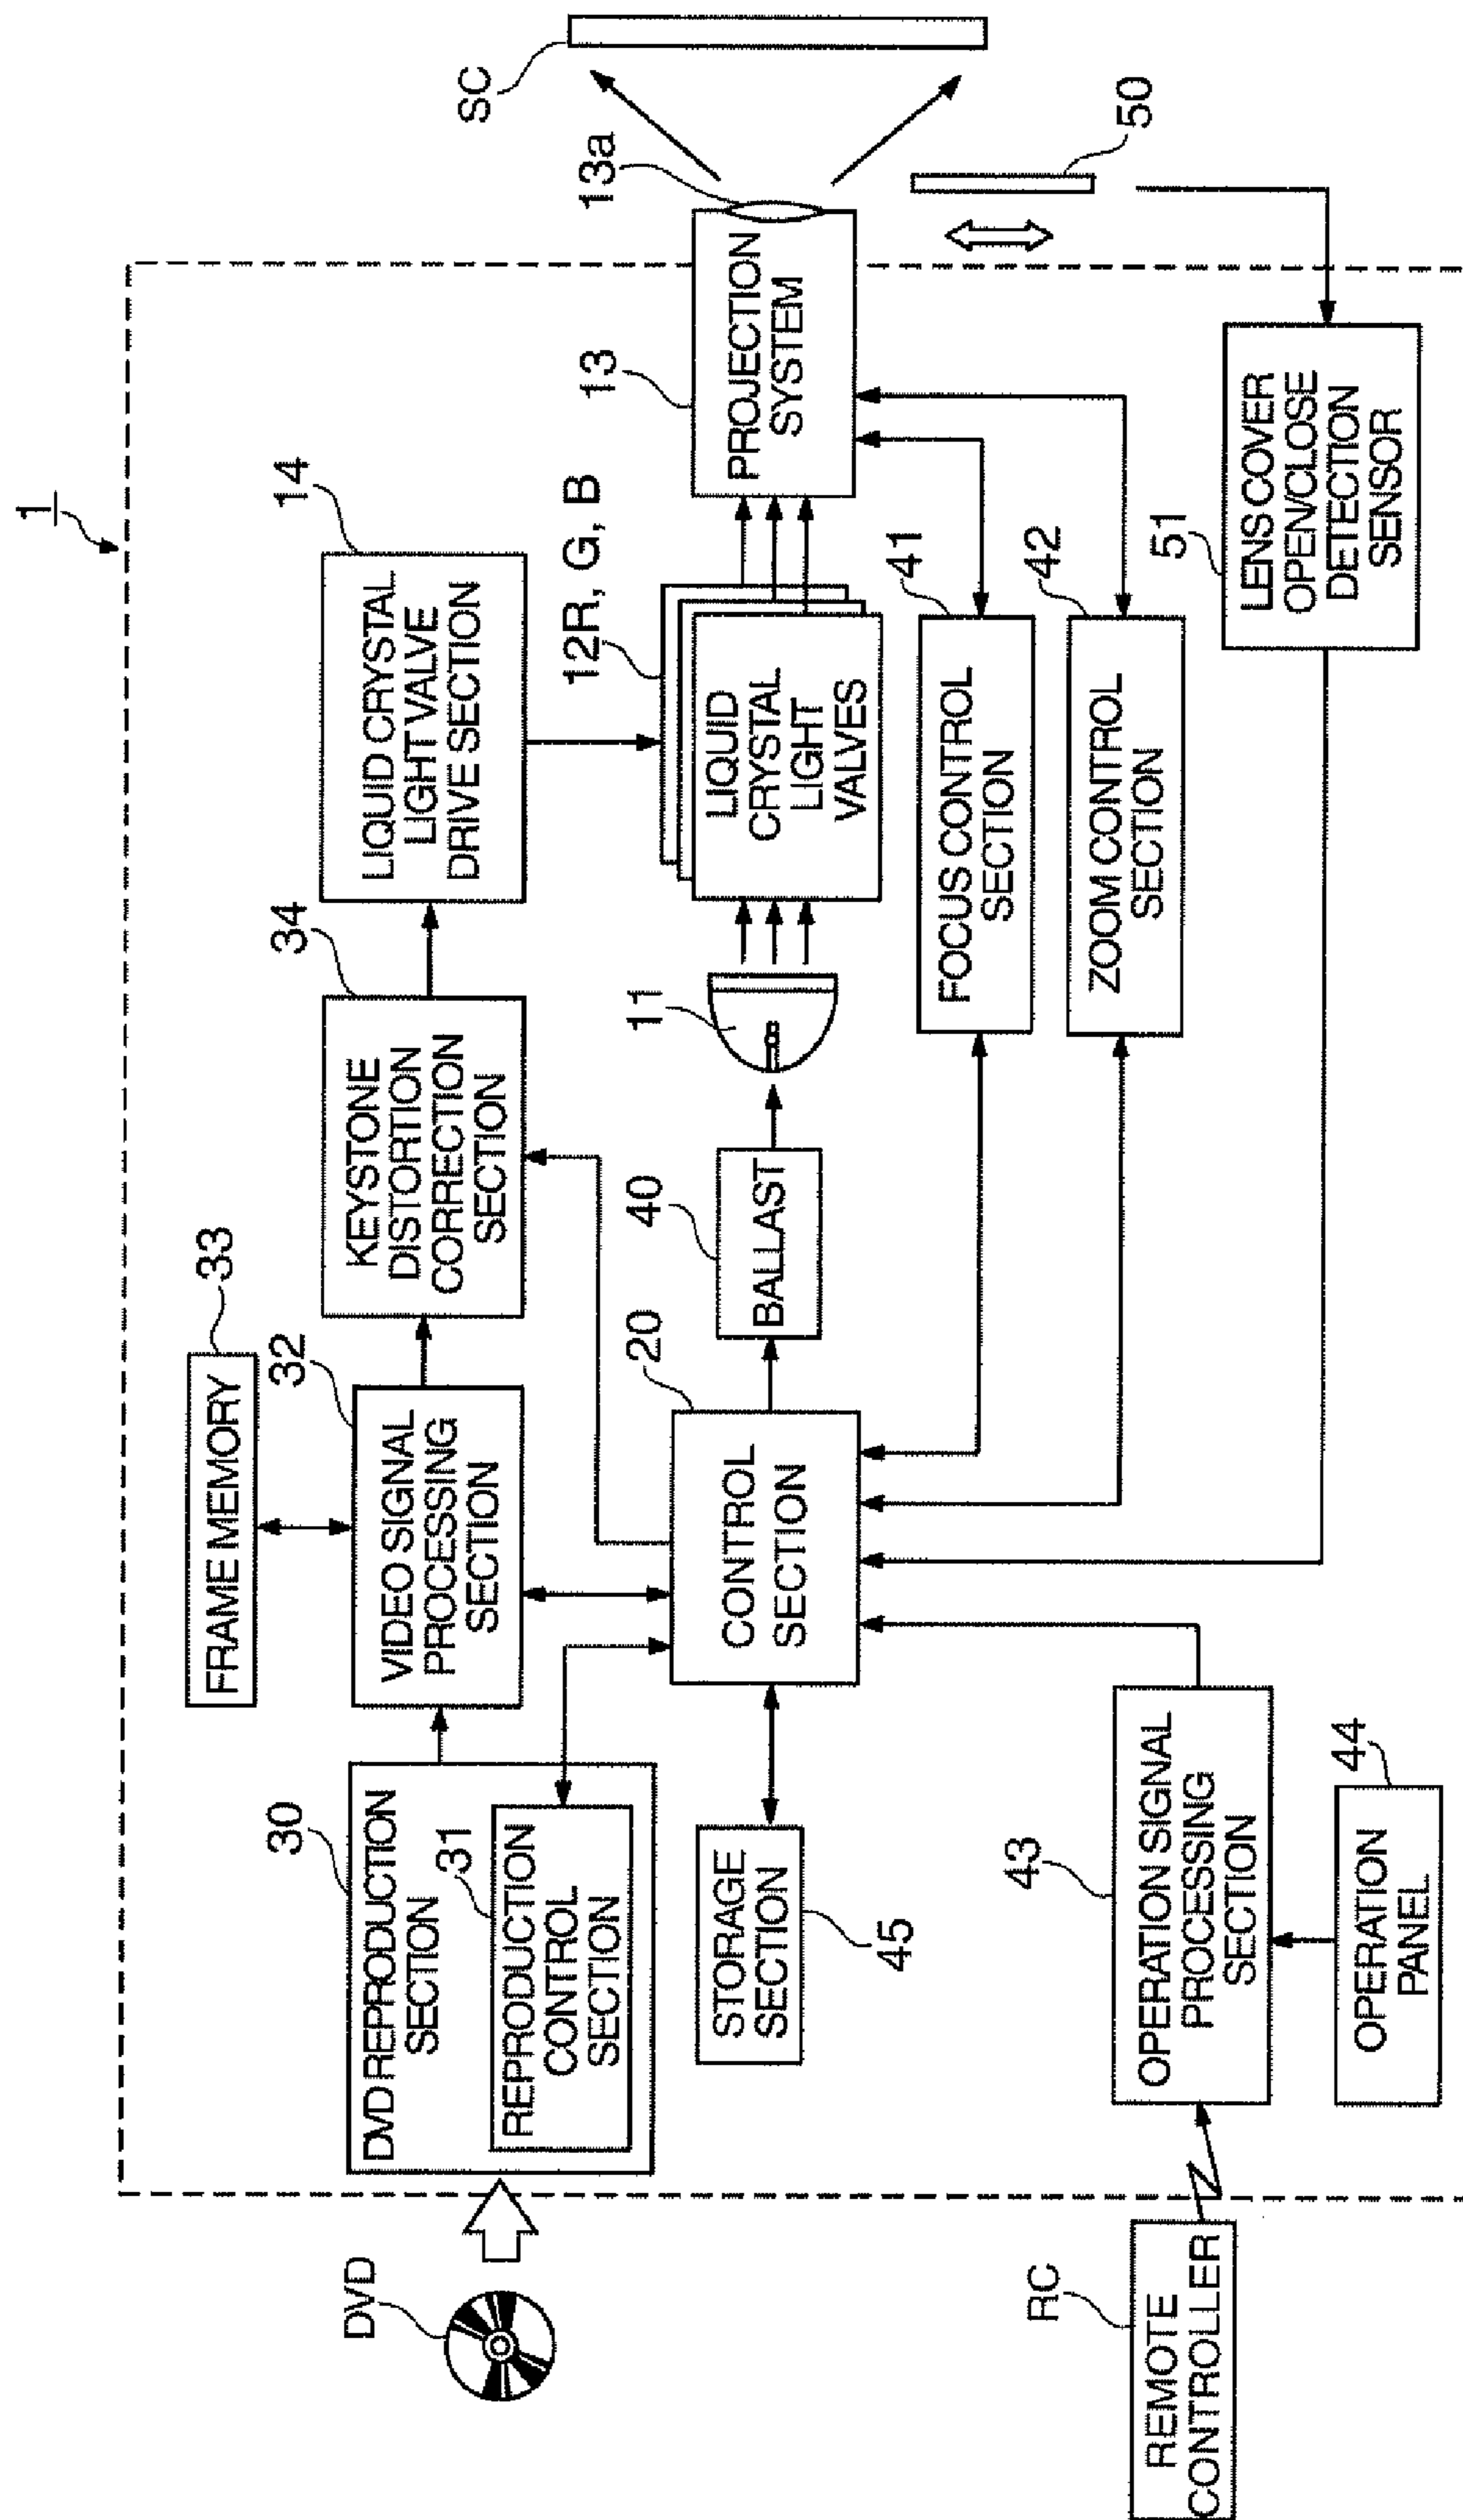 1
FRAME MEMORY
33
DVD REPRODUCTION
SECTION
30
REPRODUCTION
CONTROL
SECTION
31
VIDEO SIGNAL
PROCESSING
SECTION
32
KEYSTONE
DISTORTION
CORRECTION
SECTION
34
LIQUID CRYSTAL
LIGHT VALVE
DRIVE SECTION
14
DVD
STORAGE
SECTION
45
CONTROL
SECTION
20
BALLAST
40
11
LIQUID
CRYSTAL
LIGHT
VALVES
12R, G, B
PROJECTION
SYSTEM
13
13a
SC
50
FOCUS CONTROL
SECTION
41
ZOOM CONTROL
SECTION
42
LENS COVER
OPEN/CLOSE
DETECTION
SENSOR
51
OPERATION SIGNAL
PROCESSING
SECTION
43
OPERATION
PANEL
44
RC
REMOTE
CONTROLLER